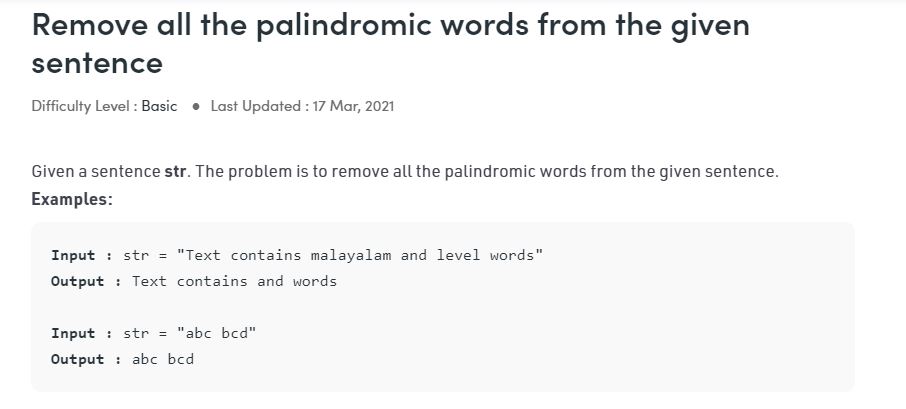 Remove all the palindromic words from the given
sentence
Difficulty Level : Basic ● Last Updated : 17 Mar, 2021
Given a sentence str. The problem is to remove all the palindromic words from the given sentence.
Examples:
Input : str = "Text contains malayalam and level words"
Output : Text contains and words
Input : str = "abc bcd"
Output : abc bcd